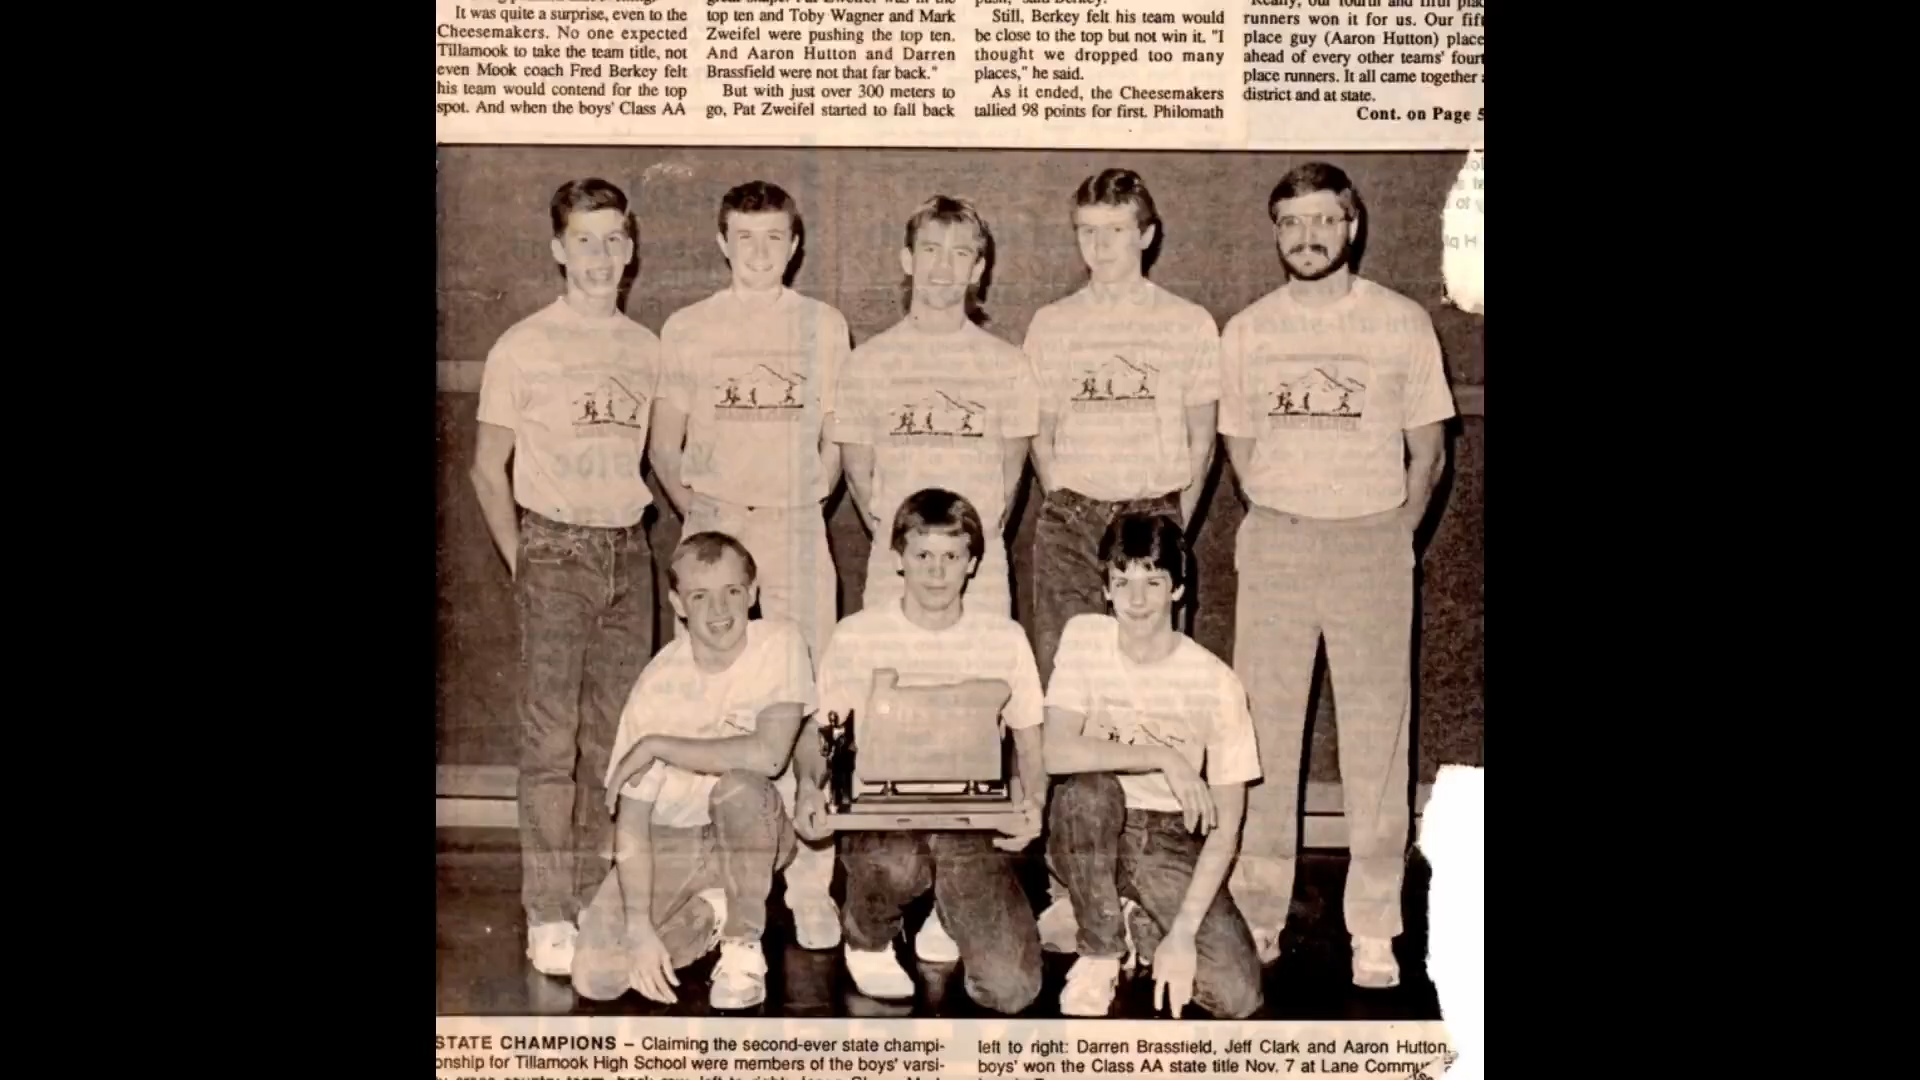 It was quite a surprise, even to the
Cheesemakers. No one expected
Tillamook to take the team title, not
even Mook coach Fred Berkey felt
his team would contend for the top
spot. And when the boys' Class AA
top ten and Toby Wagner and Mark
Zweifel were pushing the top ten.
And Aaron Hutton and Darren
Brassfield were not that far back."
But with just over 300 meters to
go, Pat Zweifel started to fall back
Still, Berkey felt his team would
be close to the top but not win it. "I
thought we dropped too many
places," he said.
As it ended, the Cheesemakers
tallied 98 points for first. Philomath
runners won it for us. Our fif
place guy (Aaron Hutton) place
ahead of every other teams' four
place runners. It all came together
district and at state.
Cont. on Page 5
STATE CHAMPIONS – Claiming the second-ever state champi-
onship for Tillamook High School were members of the boys' varsi-
left to right: Darren Brassfield, Jeff Clark and Aaron Hutton.
boys' won the Class AA state title Nov. 7 at Lane Commu